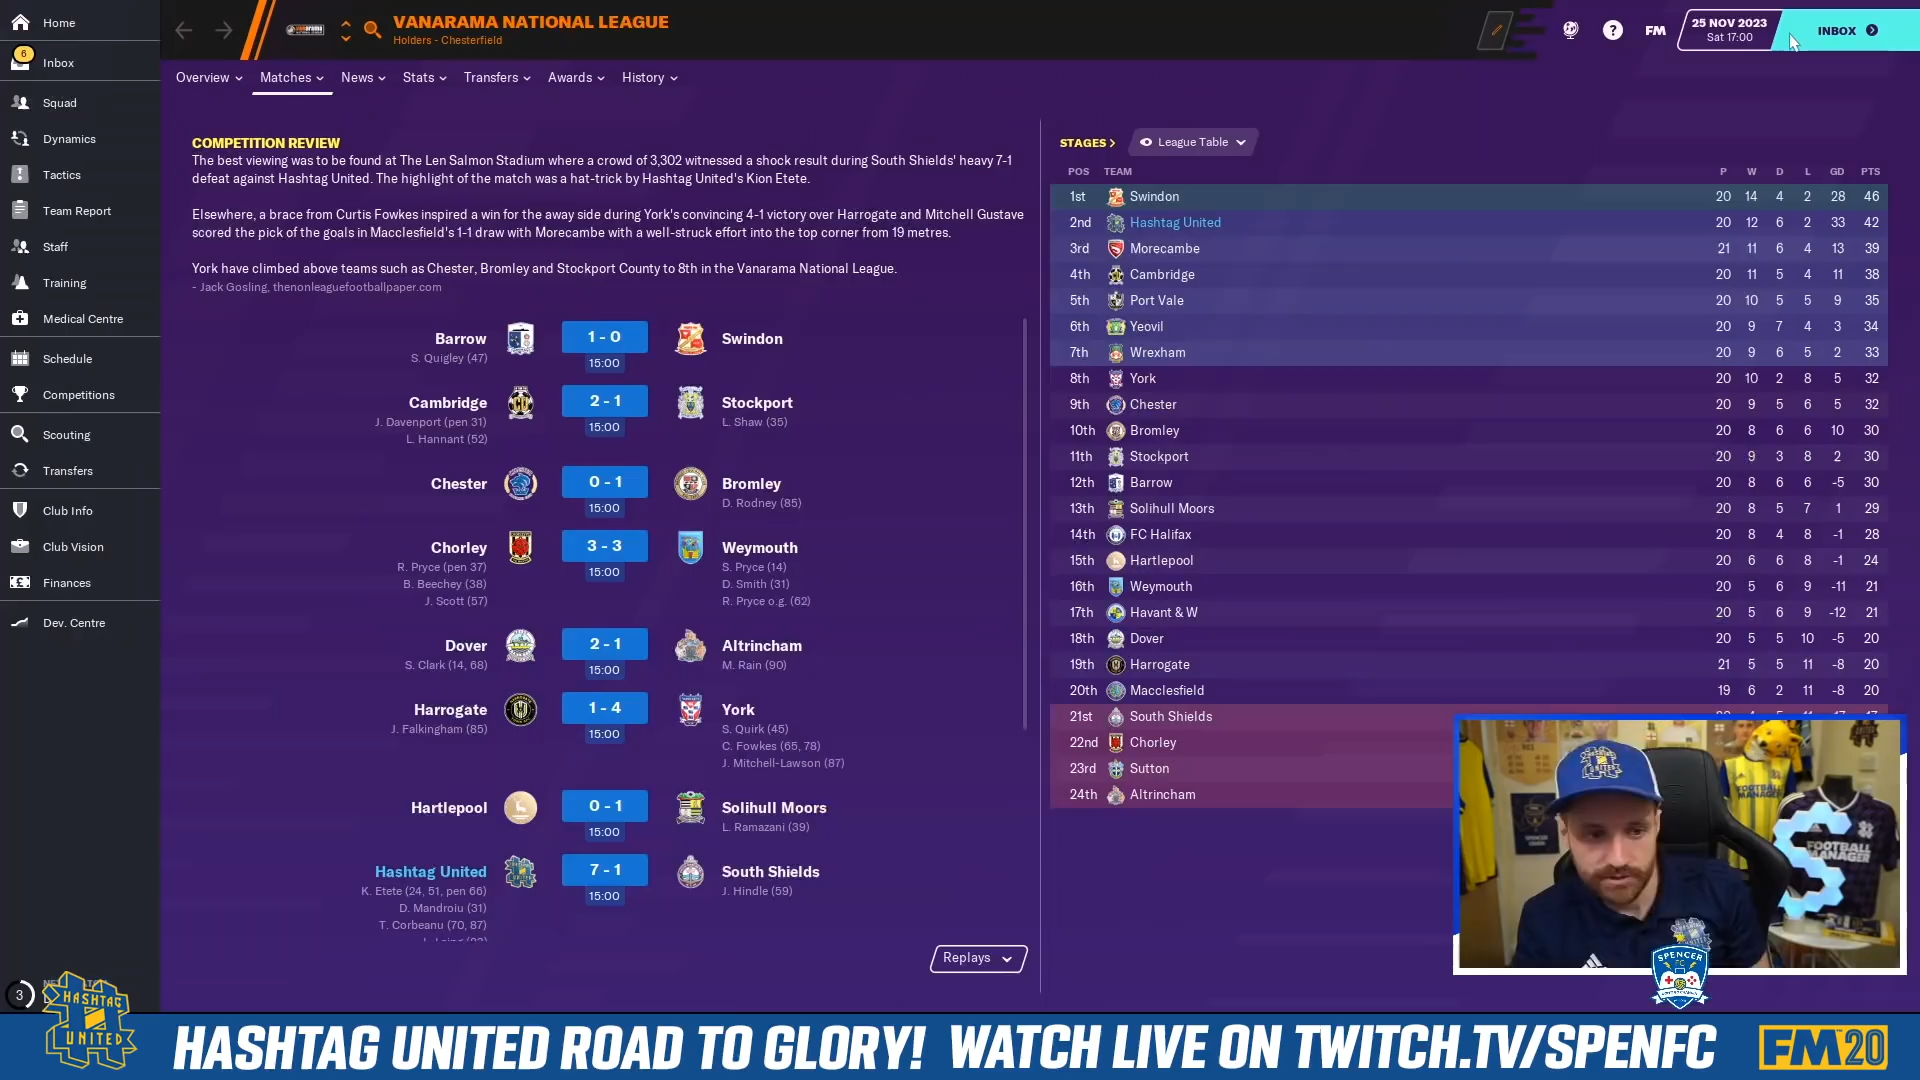 Home
6
Inbox
Squad
Dynamics
Tactics
Team Report
Staff
Training
Medical Centre
Schedule
Competitions
Scouting
Transfers
Club Info
Club Vision
Finances
Dev. Centre
3
VANARAMA NATIONAL LEAGUE
Holders - Chesterfield
FM
25 NOV 2023
Sat 17:00
INBOX
Overview Matches News Stats Transfers Awards History
COMPETITION REVIEW
The best viewing was to be found at The Len Salmon Stadium where a crowd of 3,302 witnessed a shock result during South Shields' heavy 7-1
defeat against Hashtag United. The highlight of the match was a hat-trick by Hashtag United's Kion Etete.
Elsewhere, a brace from Curtis Fowkes inspired a win for the away side during York's convincing 4-1 victory over Harrogate and Mitchell Gustave
scored the pick of the goals in Macclesfield's 1-1 draw with Morecambe with a well-struck effort into the top corner from 19 metres.
York have climbed above teams such as Chester, Bromley and Stockport County to 8th in the Vanarama National League.
- Jack Gosling, thenonleaguefootballpaper.com
Barrow 1 - 0 Swindon
S. Quigley (47) 15:00
Cambridge 2 - 1 Stockport
J. Davenport (pen 31) 15:00 L. Shaw (35)
L. Hannant (52)
Chester 0 - 1 Bromley
15:00 D. Rodney (85)
Chorley 3 - 3 Weymouth
R. Pryce (pen 37) 15:00 S. Pryce (14)
B. Beechey (38) D. Smith (31)
J. Scott (57) R. Pryce o.g. (62)
Dover 2 - 1 Altrincham
S. Clark (14, 68) 15:00 M. Rain (90)
Harrogate 1 - 4 York
J. Falkingham (85) 15:00 S. Quirk (45)
C. Fowkes (65, 78)
J. Mitchell-Lawson (87)
Hartlepool 0 - 1 Solihull Moors
15:00 L. Ramazani (39)
Hashtag United 7 - 1 South Shields
K. Etete (24, 51, pen 66) 15:00 J. Hindle (59)
D. Mandroiu (31)
T. Corbeanu (70, 87)
Replays
STAGES > League Table
POS TEAM P W D L GD PTS
1st Swindon 20 14 4 2 28 46
2nd Hashtag United 20 12 6 2 33 42
3rd Morecambe 21 11 6 4 13 39
4th Cambridge 20 11 5 4 11 38
5th Port Vale 20 10 5 5 9 35
6th Yeovil 20 9 7 4 3 34
7th Wrexham 20 9 6 5 2 33
8th York 20 10 2 8 5 32
9th Chester 20 9 5 6 5 32
10th Bromley 20 8 6 6 10 30
11th Stockport 20 9 3 8 2 30
12th Barrow 20 8 6 6 -5 30
13th Solihull Moors 20 8 5 7 1 29
14th FC Halifax 20 8 4 8 -1 28
15th Hartlepool 20 6 6 8 -1 24
16th Weymouth 20 5 6 9 -11 21
17th Havant & W 20 5 6 9 -12 21
18th Dover 20 5 5 10 -5 20
19th Harrogate 21 5 5 11 -8 20
20th Macclesfield 19 6 2 11 -8 20
21st South Shields
22nd Chorley
23rd Sutton
24th Altrincham
FOOTBALL
MANAGER
SPENCER
FC
HASHTAG
UNITED
HASHTAG UNITED ROAD TO GLORY! WATCH LIVE ON TWITCH.TV/SPENFC
FM20